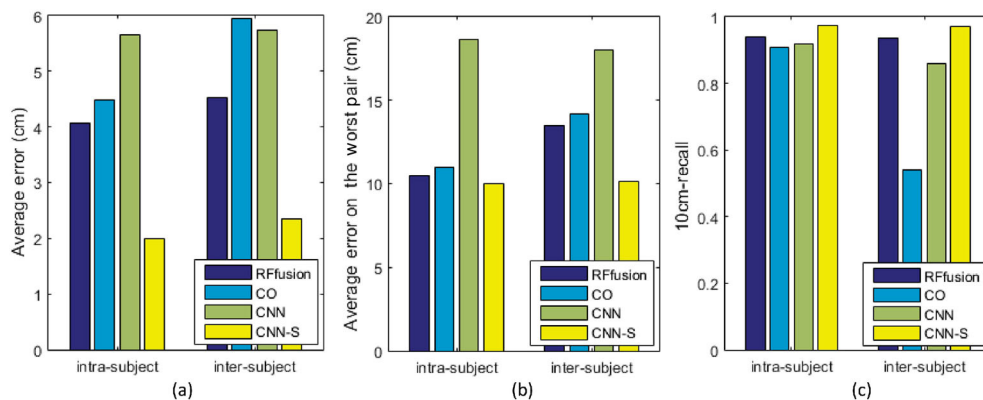 Average error (cm)
6
5
4
3
2
1
0
RFfusion
CO
CNN
CNN-S
intra-subject
inter-subject
(a)
Average error on the worst pair (cm)
20
15
10
5
0
RFfusion
CO
CNN
CNN-S
intra-subject
inter-subject
(b)
10cm-recall
1
0.8
0.6
0.4
0.2
0
RFfusion
CO
CNN
CNN-S
intra-subject
inter-subject
(c)